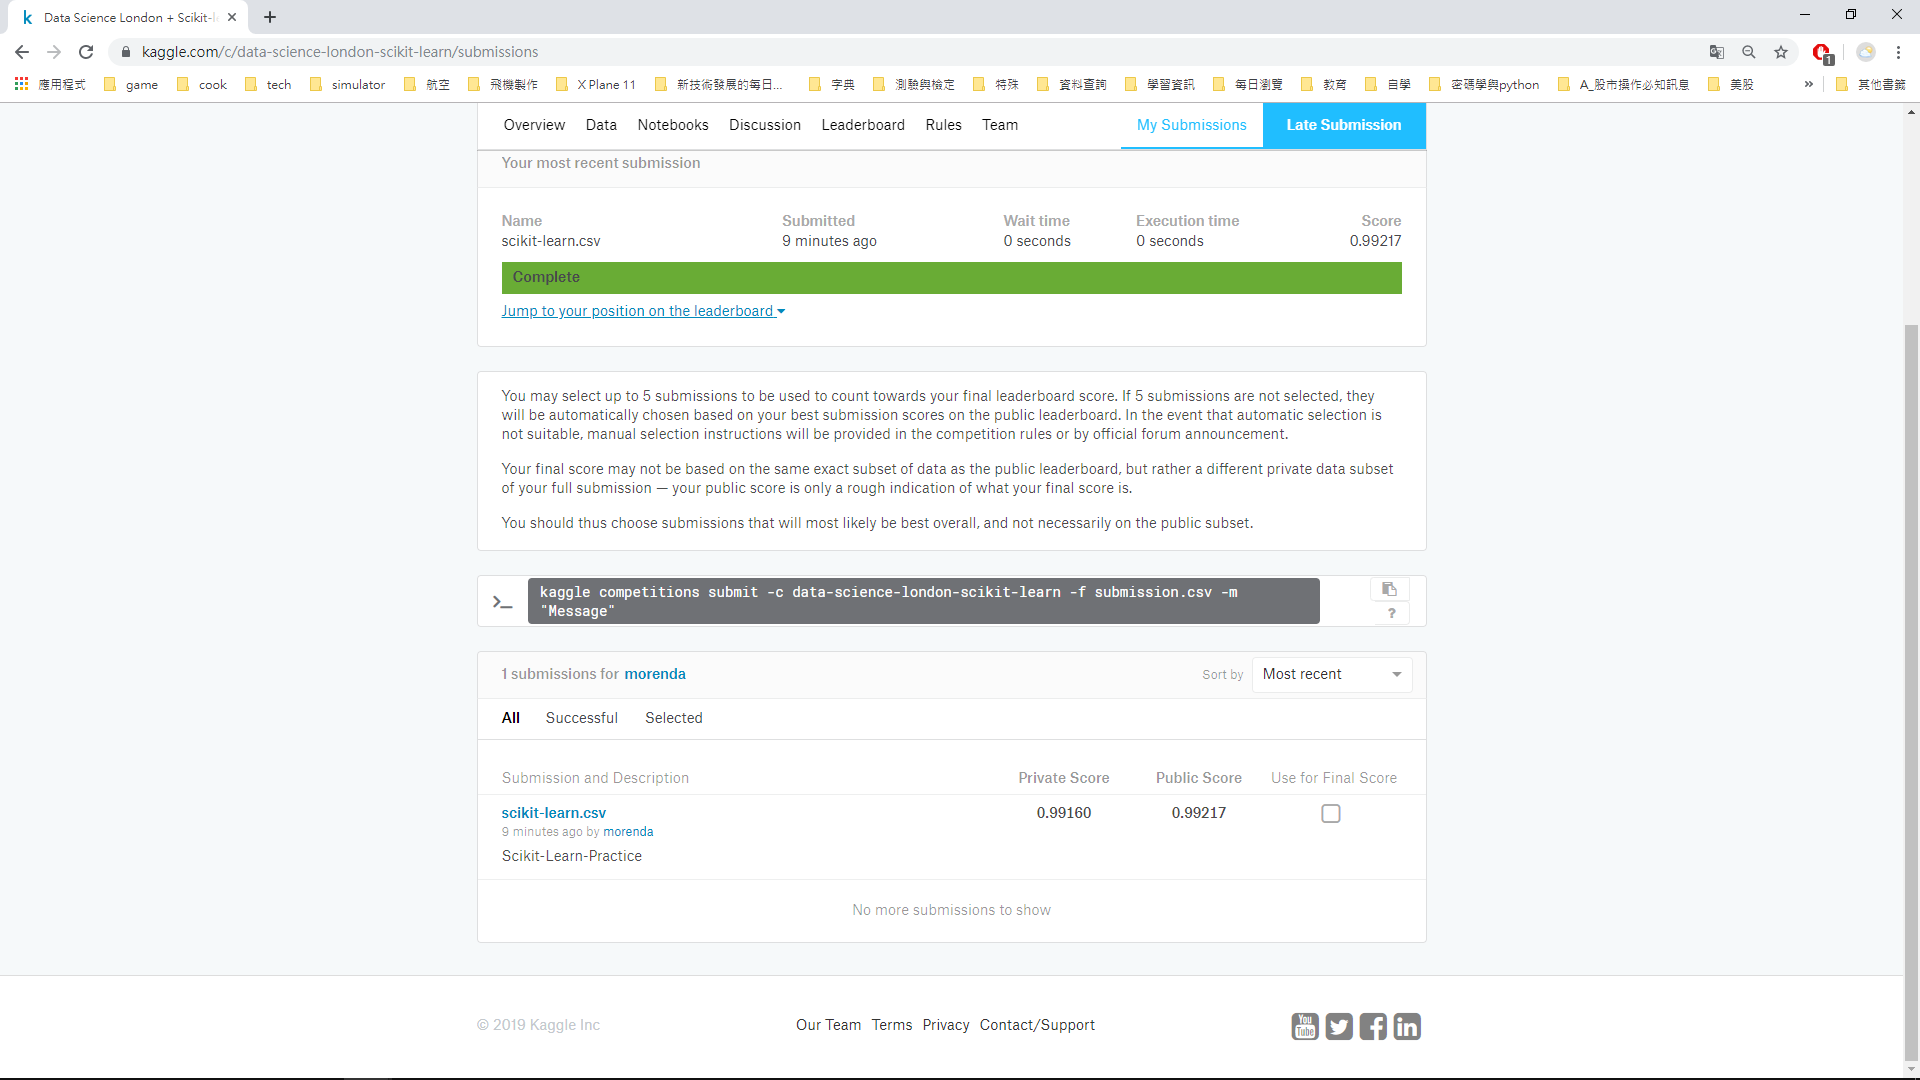 Data Science London + Scikit-l
kaggle.com/c/data-science-london-scikit-learn/submissions
1
應用程式 game cook tech simulator 航空 飛機製作 X Plane 11 新技術發展的每日... 字典 測驗與檢定 特殊 資料查詢 學習資訊 每日瀏覽 教育 自學 密碼學與python A_股市操作必知訊息 美股 » 其他書籤
Overview Data Notebooks Discussion Leaderboard Rules Team My Submissions Late Submission
Your most recent submission
Name Submitted Wait time Execution time Score
scikit-learn.csv 9 minutes ago 0 seconds 0 seconds 0.99217
Complete
Jump to your position on the leaderboard
You may select up to 5 submissions to be used to count towards your final leaderboard score. If 5 submissions are not selected, they
will be automatically chosen based on your best submission scores on the public leaderboard. In the event that automatic selection is
not suitable, manual selection instructions will be provided in the competition rules or by official forum announcement.
Your final score may not be based on the same exact subset of data as the public leaderboard, but rather a different private data subset
of your full submission — your public score is only a rough indication of what your final score is.
You should thus choose submissions that will most likely be best overall, and not necessarily on the public subset.
>_ kaggle competitions submit -c data-science-london-scikit-learn -f submission.csv -m
"Message"
?
1 submissions for morenda Sort by Most recent
All Successful Selected
Submission and Description Private Score Public Score Use for Final Score
scikit-learn.csv 0.99160 0.99217
9 minutes ago by morenda
Scikit-Learn-Practice
No more submissions to show
© 2019 Kaggle Inc Our Team Terms Privacy Contact/Support You Tube in